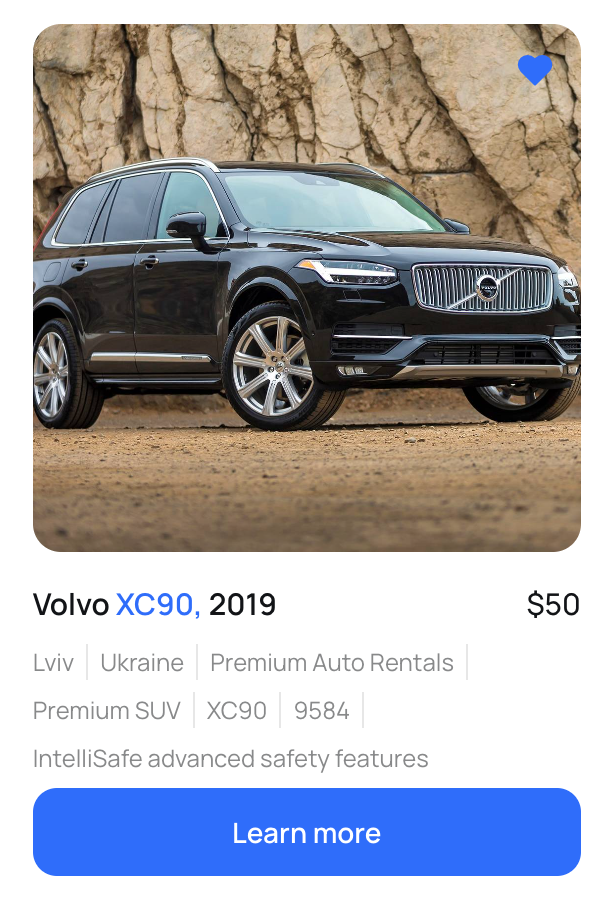 VOLVO
Volvo XC90, 2019
$50
Lviv Ukraine Premium Auto Rentals
Premium SUV XC90 9584
IntelliSafe advanced safety features
Learn more